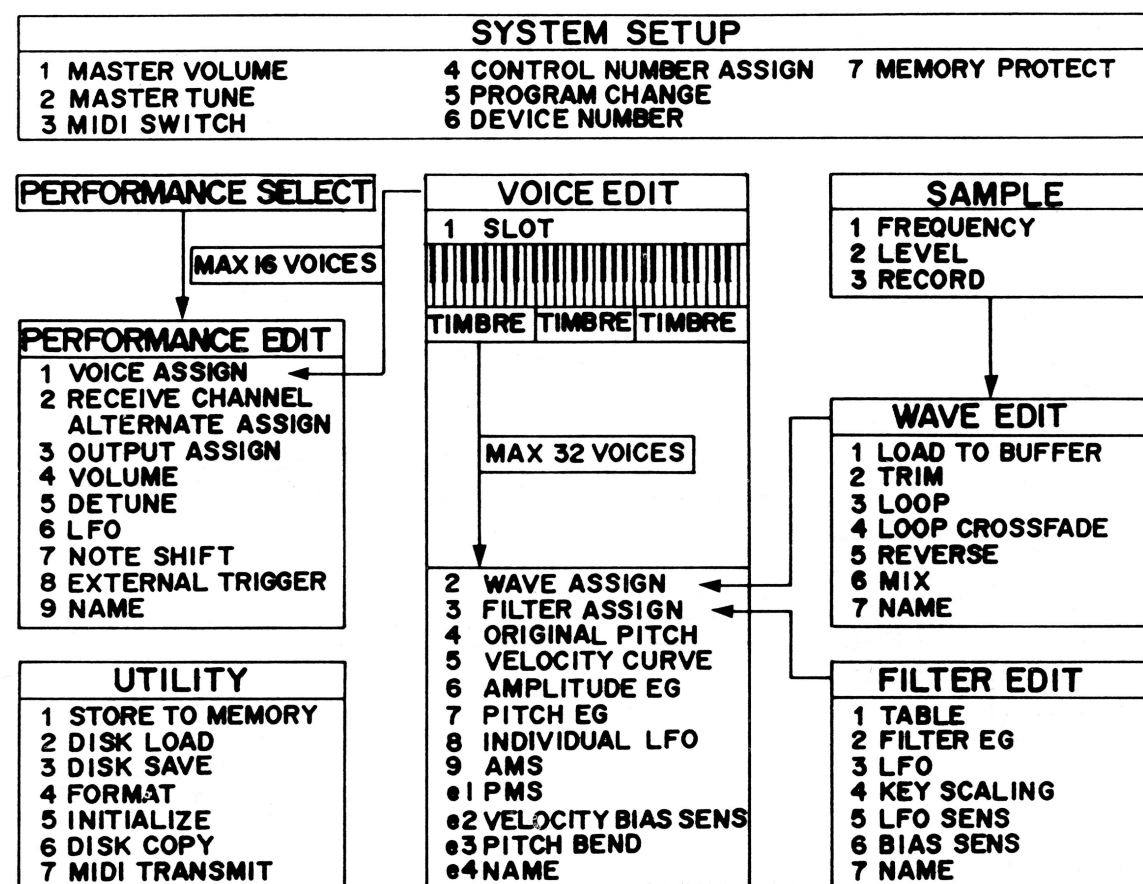 SYSTEM SETUP
1 MASTER VOLUME
2 MASTER TUNE
3 MIDI SWITCH
4 CONTROL NUMBER ASSIGN
5 PROGRAM CHANGE
6 DEVICE NUMBER
7 MEMORY PROTECT
PERFORMANCE SELECT
MAX 16 VOICES
PERFORMANCE EDIT
1 VOICE ASSIGN
2 RECEIVE CHANNEL
ALTERNATE ASSIGN
3 OUTPUT ASSIGN
4 VOLUME
5 DETUNE
6 LFO
7 NOTE SHIFT
8 EXTERNAL TRIGGER
9 NAME
UTILITY
1 STORE TO MEMORY
2 DISK LOAD
3 DISK SAVE
4 FORMAT
5 INITIALIZE
6 DISK COPY
7 MIDI TRANSMIT
VOICE EDIT
1 SLOT
TIMBRE TIMBRE TIMBRE
MAX 32 VOICES
2 WAVE ASSIGN
3 FILTER ASSIGN
4 ORIGINAL PITCH
5 VELOCITY CURVE
6 AMPLITUDE EG
7 PITCH EG
8 INDIVIDUAL LFO
9 AMS
e1 PMS
e2 VELOCITY BIAS SENS
e3 PITCH BEND
e4 NAME
SAMPLE
1 FREQUENCY
2 LEVEL
3 RECORD
WAVE EDIT
1 LOAD TO BUFFER
2 TRIM
3 LOOP
4 LOOP CROSSFADE
5 REVERSE
6 MIX
7 NAME
FILTER EDIT
1 TABLE
2 FILTER EG
3 LFO
4 KEY SCALING
5 LFO SENS
6 BIAS SENS
7 NAME